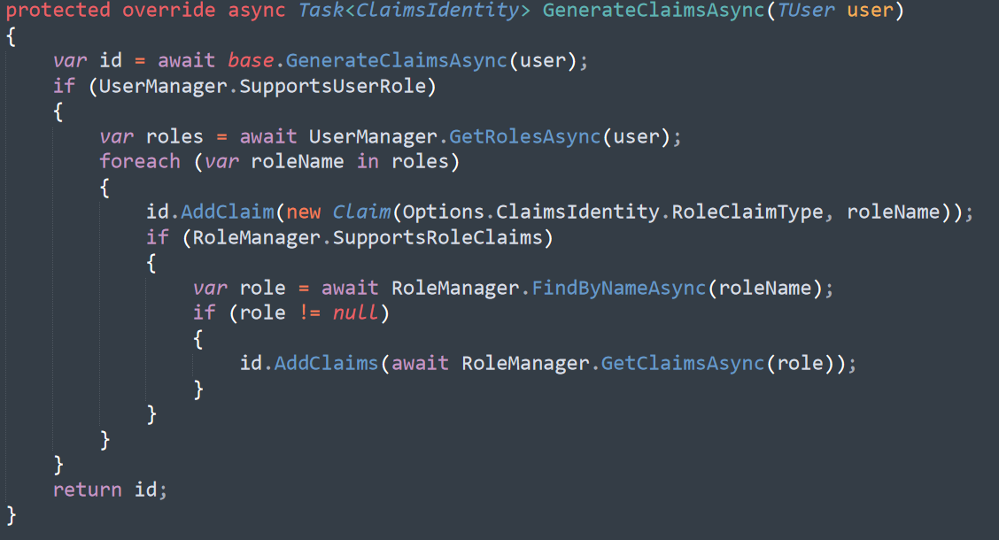 protected override async Task<ClaimsIdentity> GenerateClaimsAsync(TUser user)
{
    var id = await base.GenerateClaimsAsync(user);
    if (UserManager.SupportsUserRole)
    {
        var roles = await UserManager.GetRolesAsync(user);
        foreach (var roleName in roles)
        {
            id.AddClaim(new Claim(Options.ClaimsIdentity.RoleClaimType, roleName));
            if (RoleManager.SupportsRoleClaims)
            {
                var role = await RoleManager.FindByNameAsync(roleName);
                if (role != null)
                {
                    id.AddClaims(await RoleManager.GetClaimsAsync(role));
                }
            }
        }
    }
    return id;
}